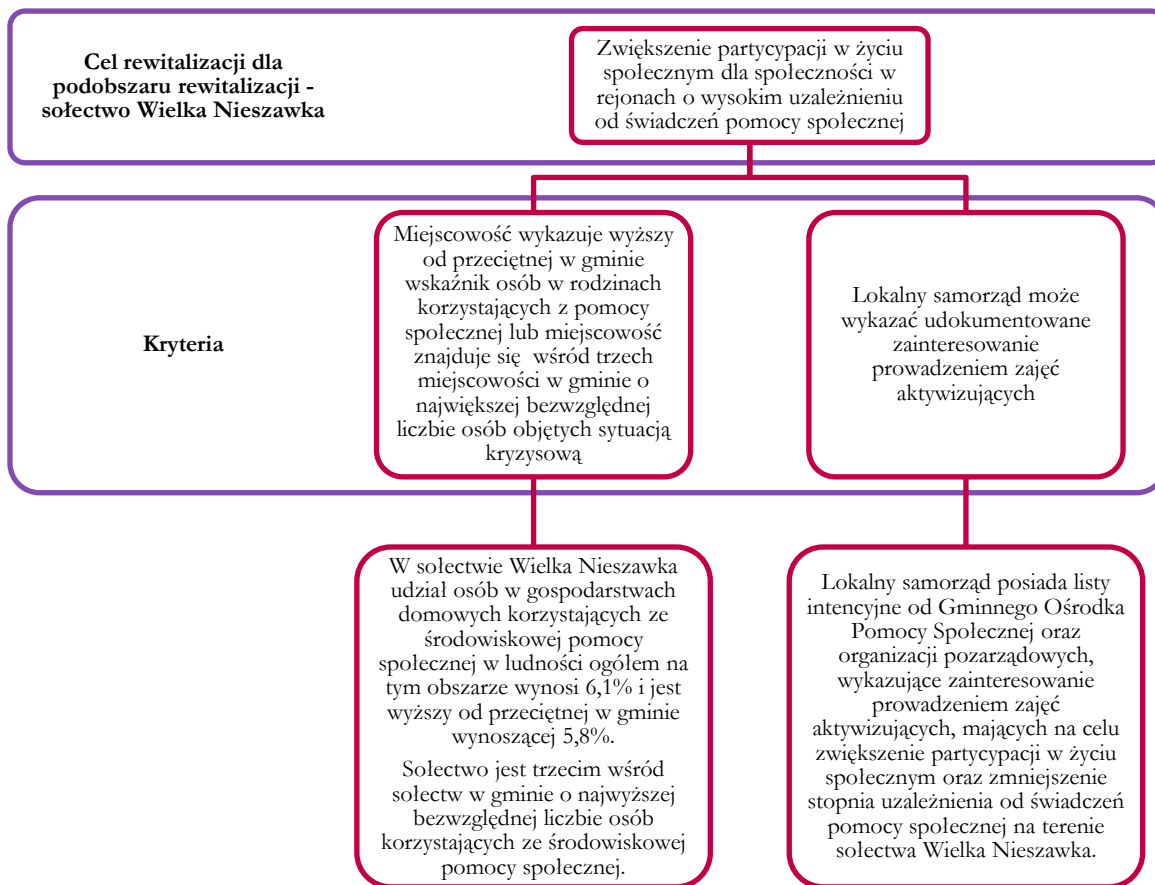 Cel rewitalizacji dla
podobszaru rewitalizacji -
sołectwo Wielka Nieszawka
Zwiększenie partycypacji w życiu
społecznym dla społeczności w
rejonach o wysokim uzależnieniu
od świadczeń pomocy społecznej
Kryteria
Miejscowość wykazuje wyższy
od przeciętnej w gminie
wskaźnik osób w rodzinach
korzystających z pomocy
społecznej lub miejscowość
znajduje się wśród trzech
miejscowości w gminie o
największej bezwzględnej
liczbie osób objętych sytuacją
kryzysową
Lokalny samorząd może
wykazać udokumentowane
zainteresowanie
prowadzeniem zajęć
aktywizujących
W sołectwie Wielka Nieszawka
udział osób w gospodarstwach
domowych korzystających ze
środowiskowej pomocy
społecznej w ludności ogółem na
tym obszarze wynosi 6,1% i jest
wyższy od przeciętnej w gminie
wynoszącej 5,8%.
Sołectwo jest trzecim wśród
sołectw w gminie o najwyższej
bezwzględnej liczbie osób
korzystających ze środowiskowej
pomocy społecznej.
Lokalny samorząd posiada listy
intencyjne od Gminnego Ośrodka
Pomocy Społecznej oraz
organizacji pozarządowych,
wykazujące zainteresowanie
prowadzeniem zajęć
aktywizujących, mających na celu
zwiększenie partycypacji w życiu
społecznym oraz zmniejszenie
stopnia uzależnienia od świadczeń
pomocy społecznej na terenie
sołectwa Wielka Nieszawka.